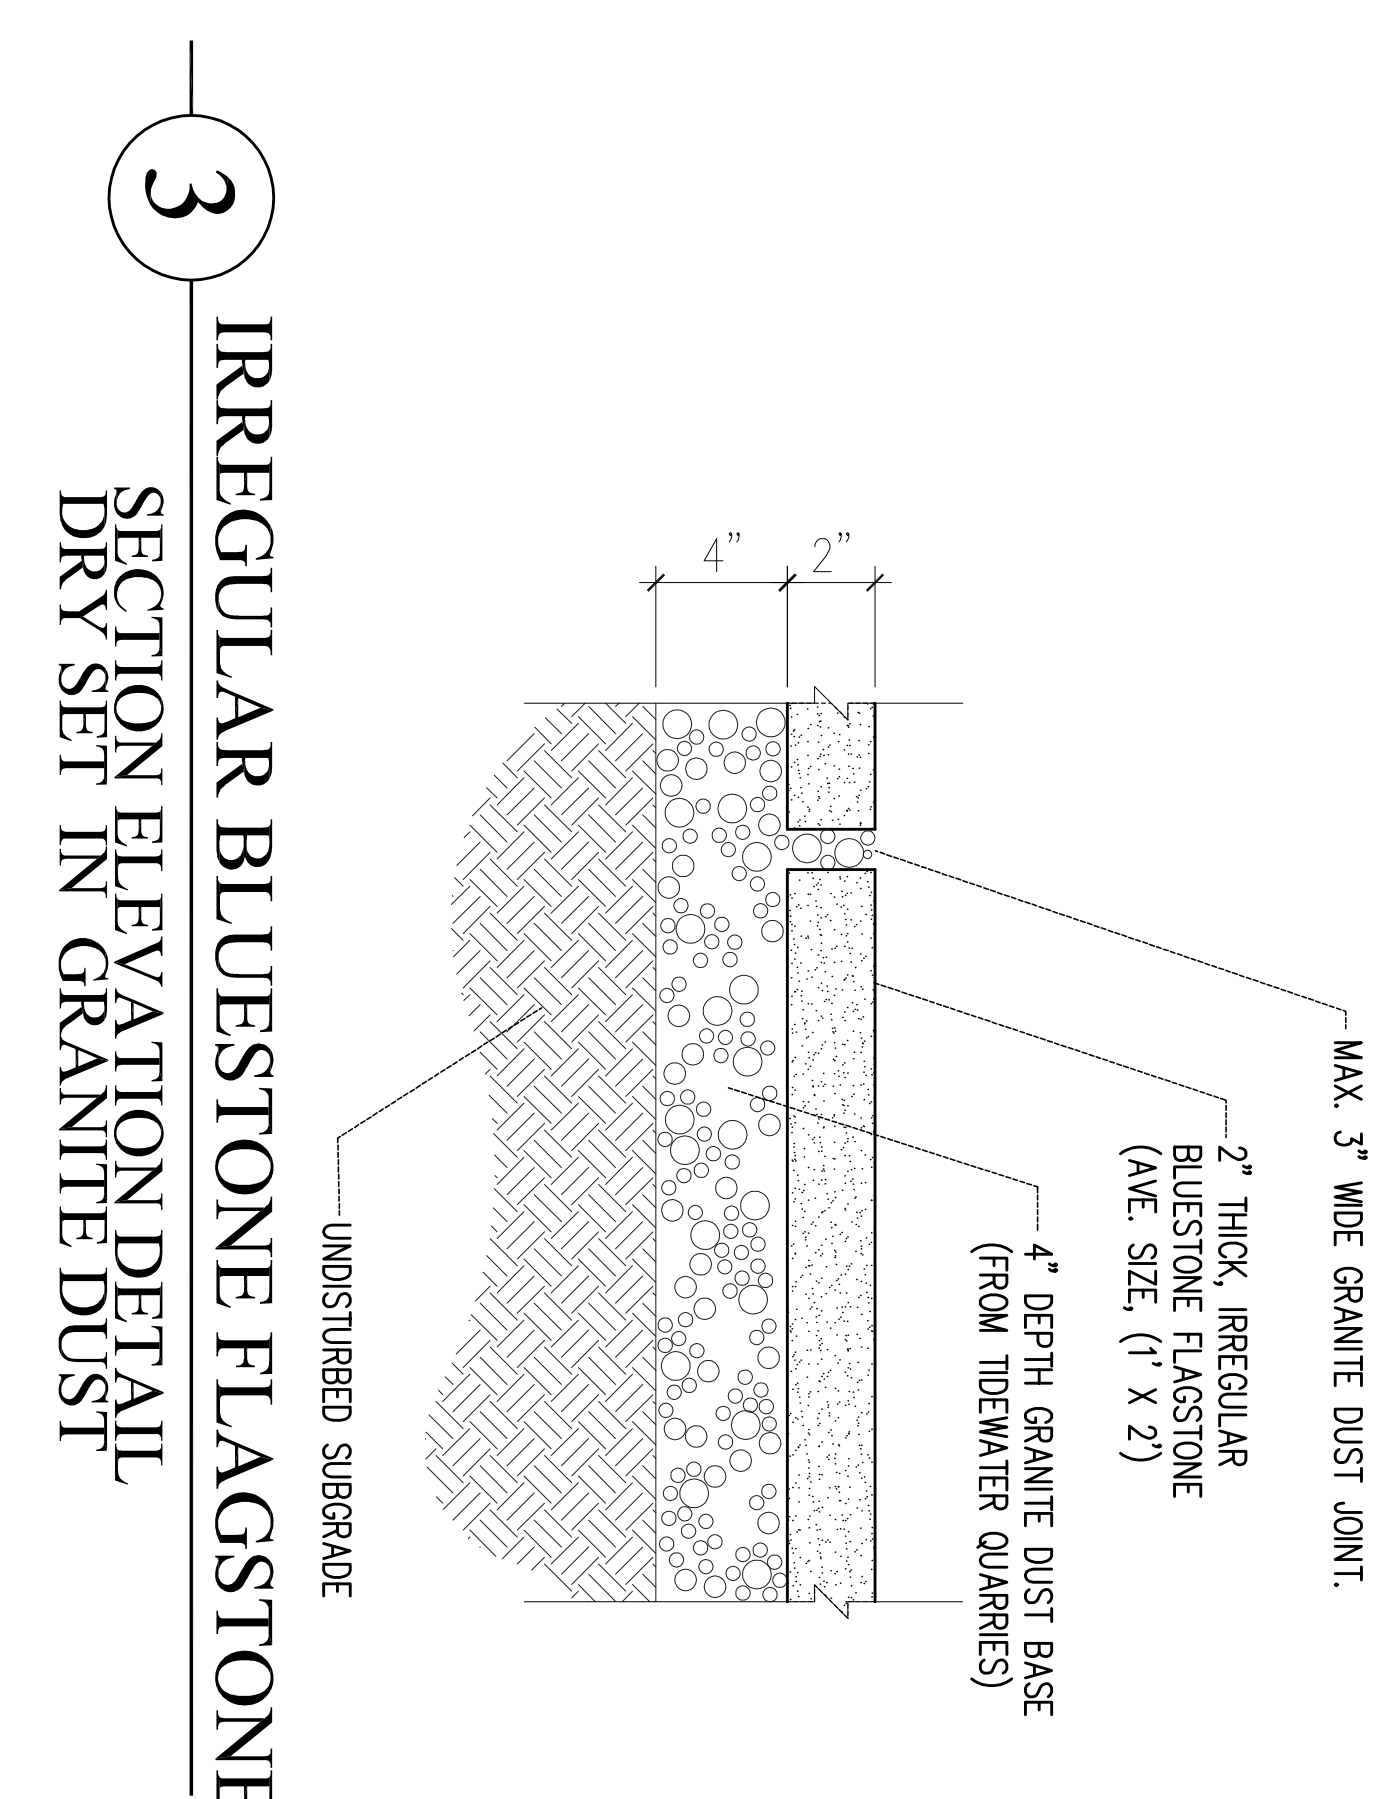 MAX. 3" WIDE GRANITE DUST JOINT.
2" THICK, IRREGULAR
BLUESTONE FLAGSTONE
(AVE. SIZE, (1' X 2')
4" DEPTH GRANITE DUST BASE
(FROM TIDEWATER QUARRIES)
2"
4"
UNDISTURBED SUBGRADE
3
IRREGULAR BLUESTONE FLAGSTONE
SECTION ELEVATION DETAIL
DRY SET IN GRANITE DUST